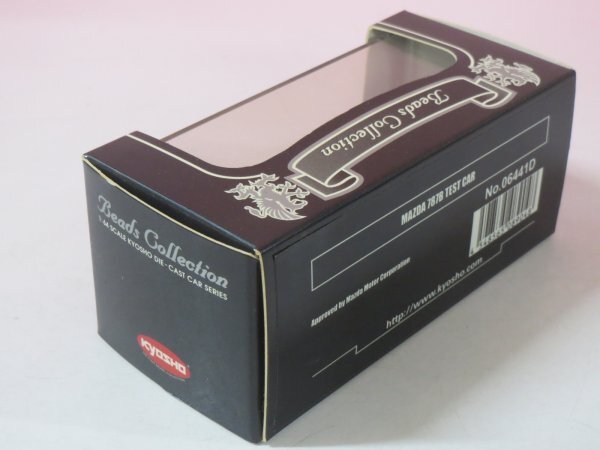 Beads Collection
Beads Collection
1:64 SCALE KYOSHO DIE-CAST CAR SERIES
KYOSHO
MAZDA 787B TEST CAR
No.06441D
Approved by Mazda Motor Corporation
http://www.kyosho.com